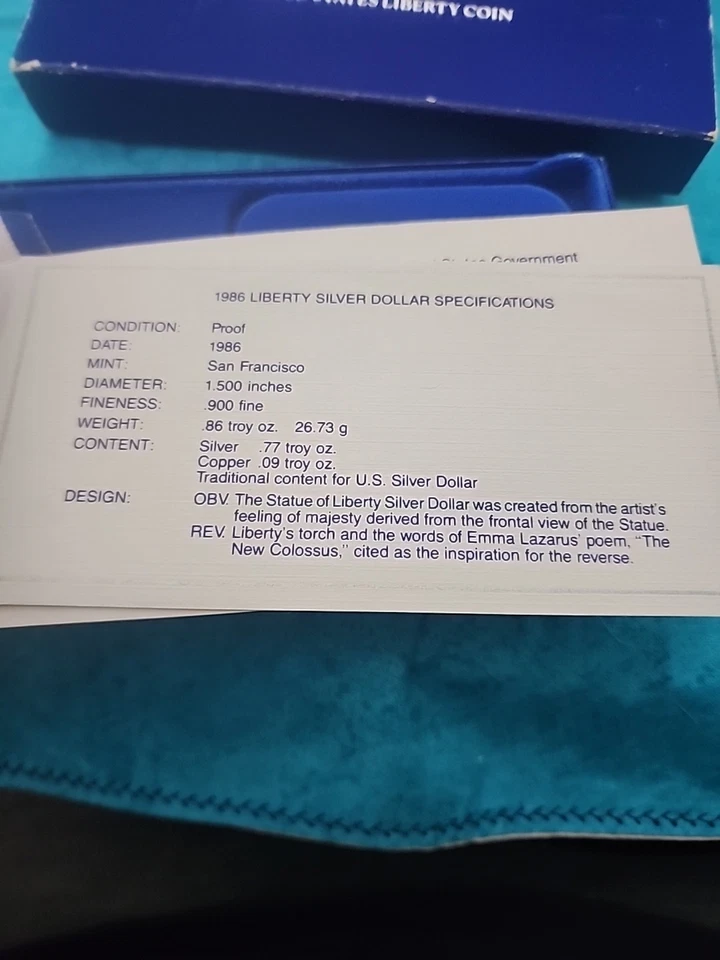 LIBERTY COIN
Government
1986 LIBERTY SILVER DOLLAR SPECIFICATIONS
CONDITION: Proof
DATE: 1986
MINT: San Francisco
DIAMETER: 1.500 inches
FINENESS: .900 fine
WEIGHT: .86 troy oz. 26.73 g
CONTENT: Silver .77 troy oz.
Copper .09 troy oz.
Traditional content for U.S. Silver Dollar
DESIGN: OBV. The Statue of Liberty Silver Dollar was created from the artist's
feeling of majesty derived from the frontal view of the Statue.
REV. Liberty's torch and the words of Emma Lazarus' poem, "The
New Colossus," cited as the inspiration for the reverse.